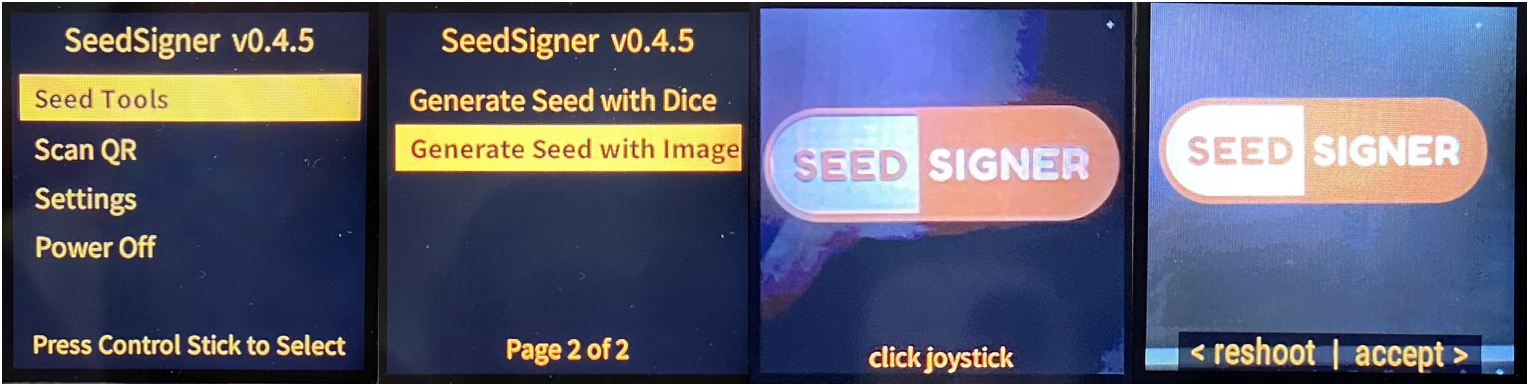 SeedSigner v0.4.5
Seed Tools
Scan QR
Settings
Power Off
Press Control Stick to Select
SeedSigner v0.4.5
Generate Seed with Dice
Generate Seed with Image
Page 2 of 2
SEED SIGNER
click joystick
SEED SIGNER
< reshoot | accept >